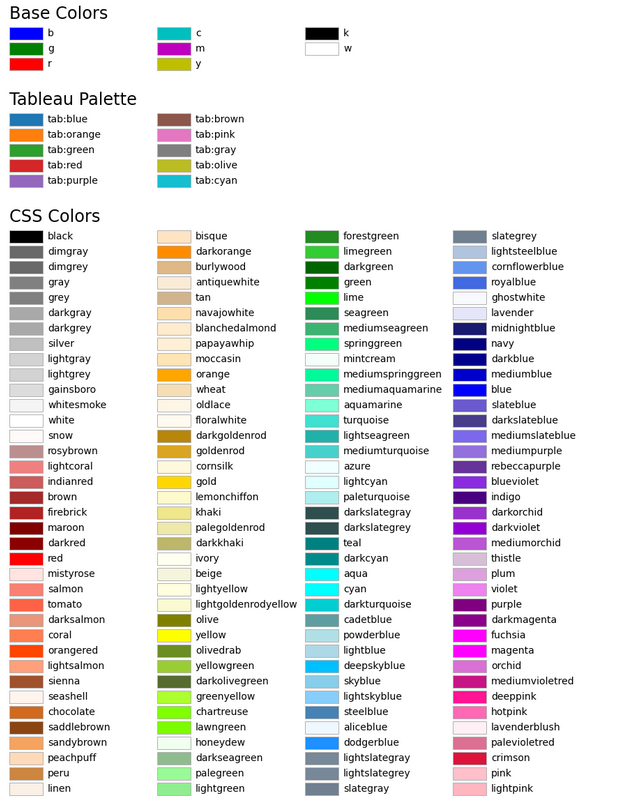 Base Colors
b
g
r
c
m
y
k
w
Tableau Palette
tab:blue
tab:orange
tab:green
tab:red
tab:purple
tab:brown
tab:pink
tab:gray
tab:olive
tab:cyan
CSS Colors
black
dimgray
dimgrey
gray
grey
darkgray
darkgrey
silver
lightgray
lightgrey
gainsboro
whitesmoke
white
snow
rosybrown
lightcoral
indianred
brown
firebrick
maroon
darkred
red
mistyrose
salmon
tomato
darksalmon
coral
orangered
lightsalmon
sienna
seashell
chocolate
saddlebrown
sandybrown
peachpuff
peru
linen
bisque
darkorange
burlywood
antiquewhite
tan
navajowhite
blanchedalmond
papayawhip
moccasin
orange
wheat
oldlace
floralwhite
darkgoldenrod
goldenrod
cornsilk
gold
lemonchiffon
khaki
palegoldenrod
darkkhaki
ivory
beige
lightyellow
lightgoldenrodyellow
olive
yellow
olivedrab
yellowgreen
darkolivegreen
greenyellow
chartreuse
lawngreen
honeydew
darkseagreen
palegreen
lightgreen
forestgreen
limegreen
darkgreen
green
lime
seagreen
mediumseagreen
springgreen
mintcream
mediumspringgreen
mediumaquamarine
aquamarine
turquoise
lightseagreen
mediumturquoise
azure
lightcyan
paleturquoise
darkslategray
darkslategrey
teal
darkcyan
aqua
cyan
darkturquoise
cadetblue
powderblue
lightblue
deepskyblue
skyblue
lightskyblue
steelblue
aliceblue
dodgerblue
lightslategray
lightslategrey
slategray
slategrey
lightsteelblue
cornflowerblue
royalblue
ghostwhite
lavender
midnightblue
navy
darkblue
mediumblue
blue
slateblue
darkslateblue
mediumslateblue
mediumpurple
rebeccapurple
blueviolet
indigo
darkorchid
darkviolet
mediumorchid
thistle
plum
violet
purple
darkmagenta
fuchsia
magenta
orchid
mediumvioletred
deeppink
hotpink
lavenderblush
palevioletred
crimson
pink
lightpink